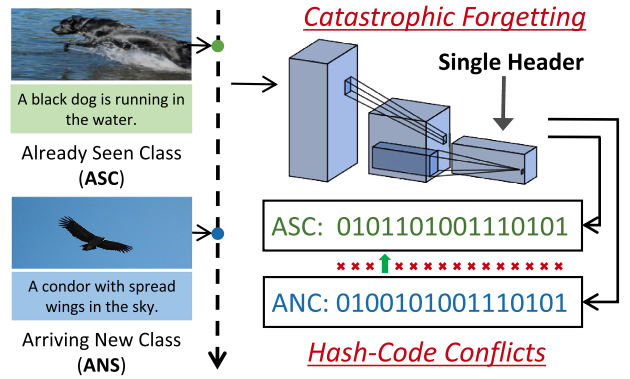 Catastrophic Forgetting
Single Header
A black dog is running in
the water.
Already Seen Class
(ASC)
A condor with spread
wings in the sky.
Arriving New Class
(ANS)
ASC: 0101101001110101
ANC: 0100101001110101
Hash-Code Conflicts